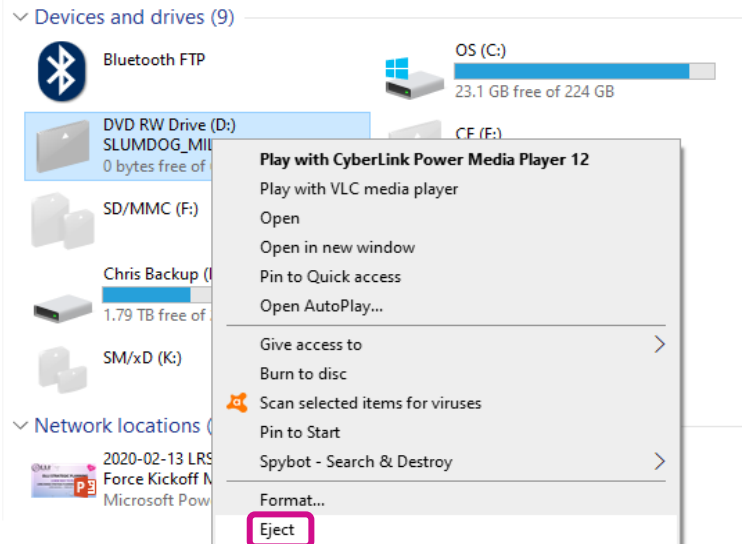 Devices and drives (9)
Bluetooth FTP
OS (C:)
23.1 GB free of 224 GB
DVD RW Drive (D:)
SLUMDOG_MIL
0 bytes free of
CF (E:)
SD/MMC (F:)
Chris Backup (
1.79 TB free of
SM/xD (K:)
Network locations (
2020-02-13 LRS
Force Kickoff
Microsoft Pow
Play with CyberLink Power Media Player 12
Play with VLC media player
Open
Open in new window
Pin to Quick access
Open AutoPlay...
Give access to
Burn to disc
Scan selected items for viruses
Pin to Start
Spybot - Search & Destroy
Format...
Eject